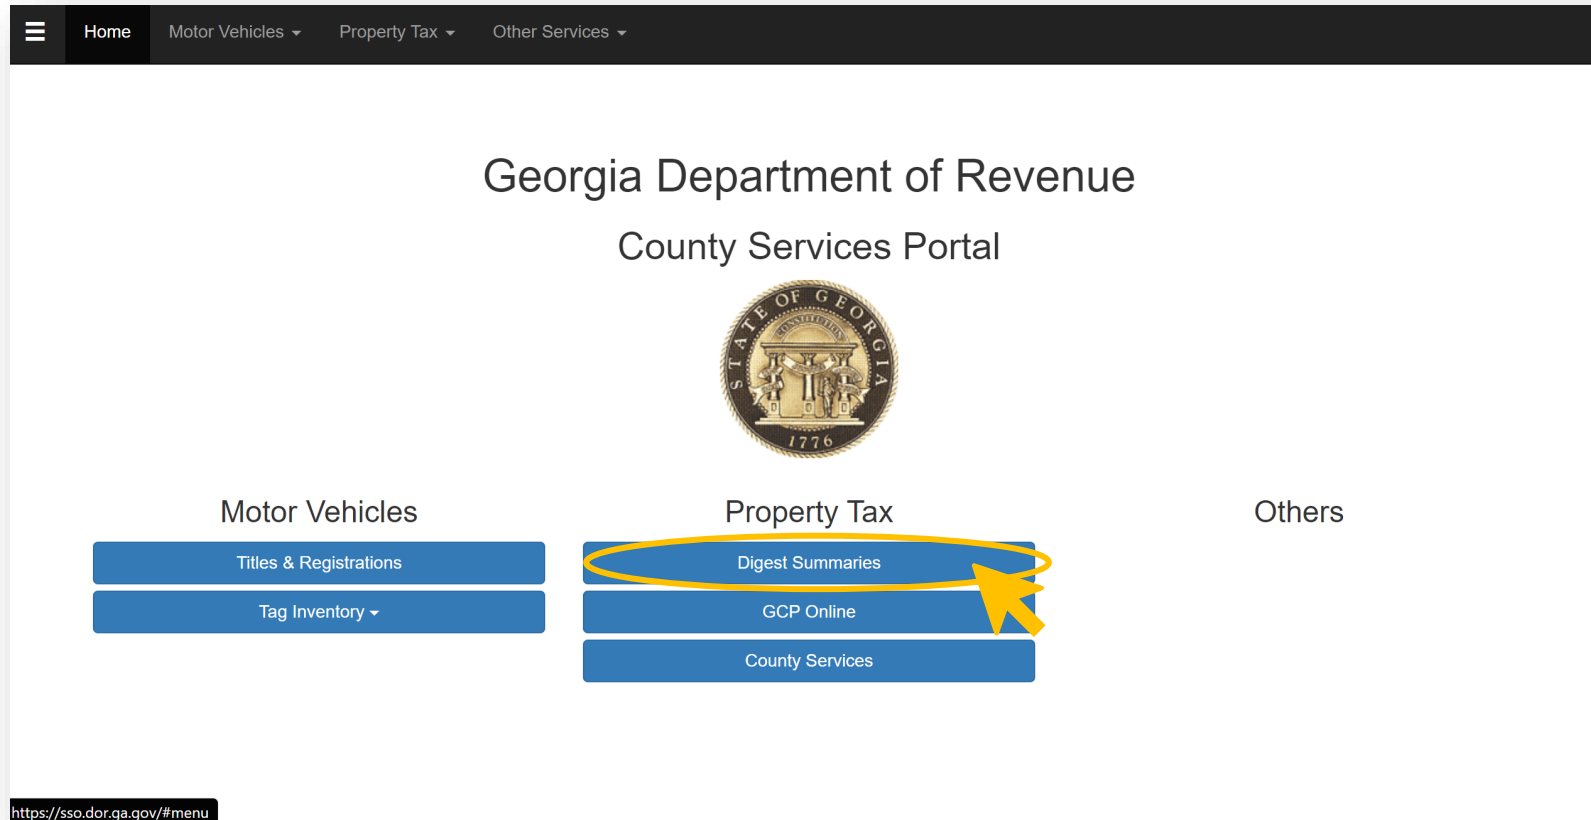 Home Motor Vehicles Property Tax Other Services
Georgia Department of Revenue
County Services Portal
STATE OF GEORGIA
CONSTITUTION
1776
Motor Vehicles
Titles & Registrations
Tag Inventory
Property Tax
Digest Summaries
GCP Online
County Services
Others
https://sso.dor.ga.gov/#menu